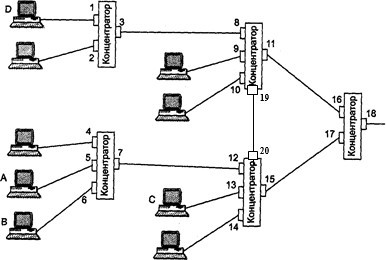 D
1
2
3
Концентратор
8
9
10
11
Концентратор
19
16
17
18
Концентратор
4
A
5
B
6
7
Концентратор
20
12
C
13
14
15
Концентратор